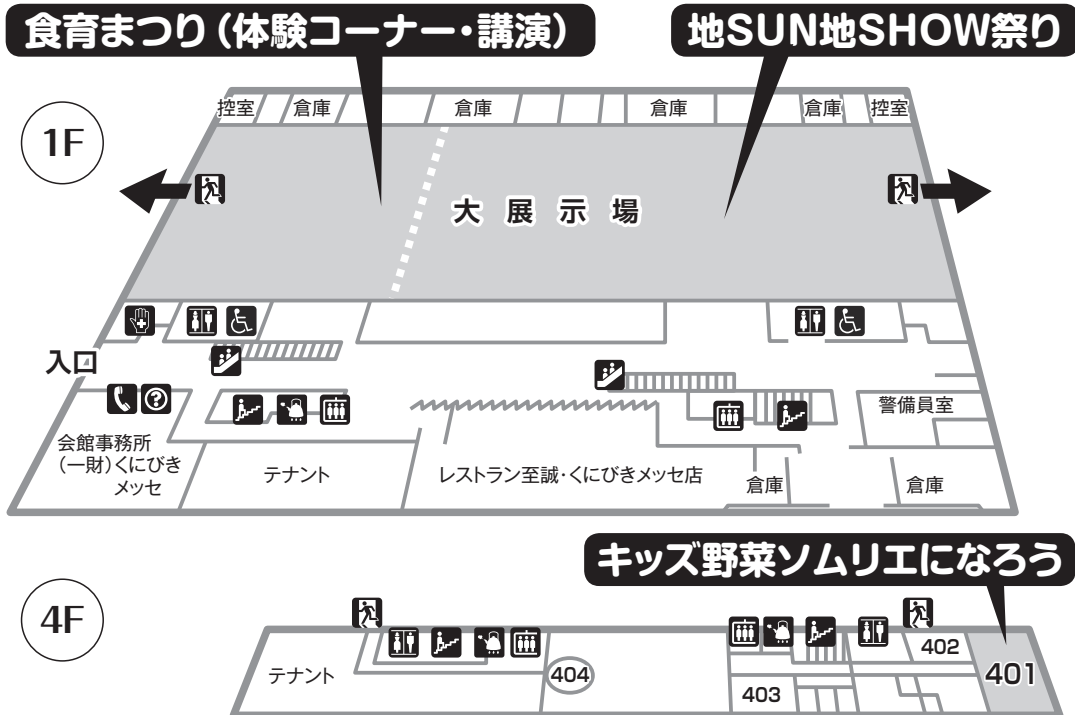 食育まつり（体験コーナー・講演）
地SUN地SHOW祭り
1F
控室
倉庫
倉庫
倉庫
倉庫
控室
大展示場
入口
会館事務所
（一財）くにびき
メッセ
テナント
レストラン至誠・くにびきメッセ店
倉庫
警備員室
倉庫
キッズ野菜ソムリエになろう
4F
テナント
404
403
402
401